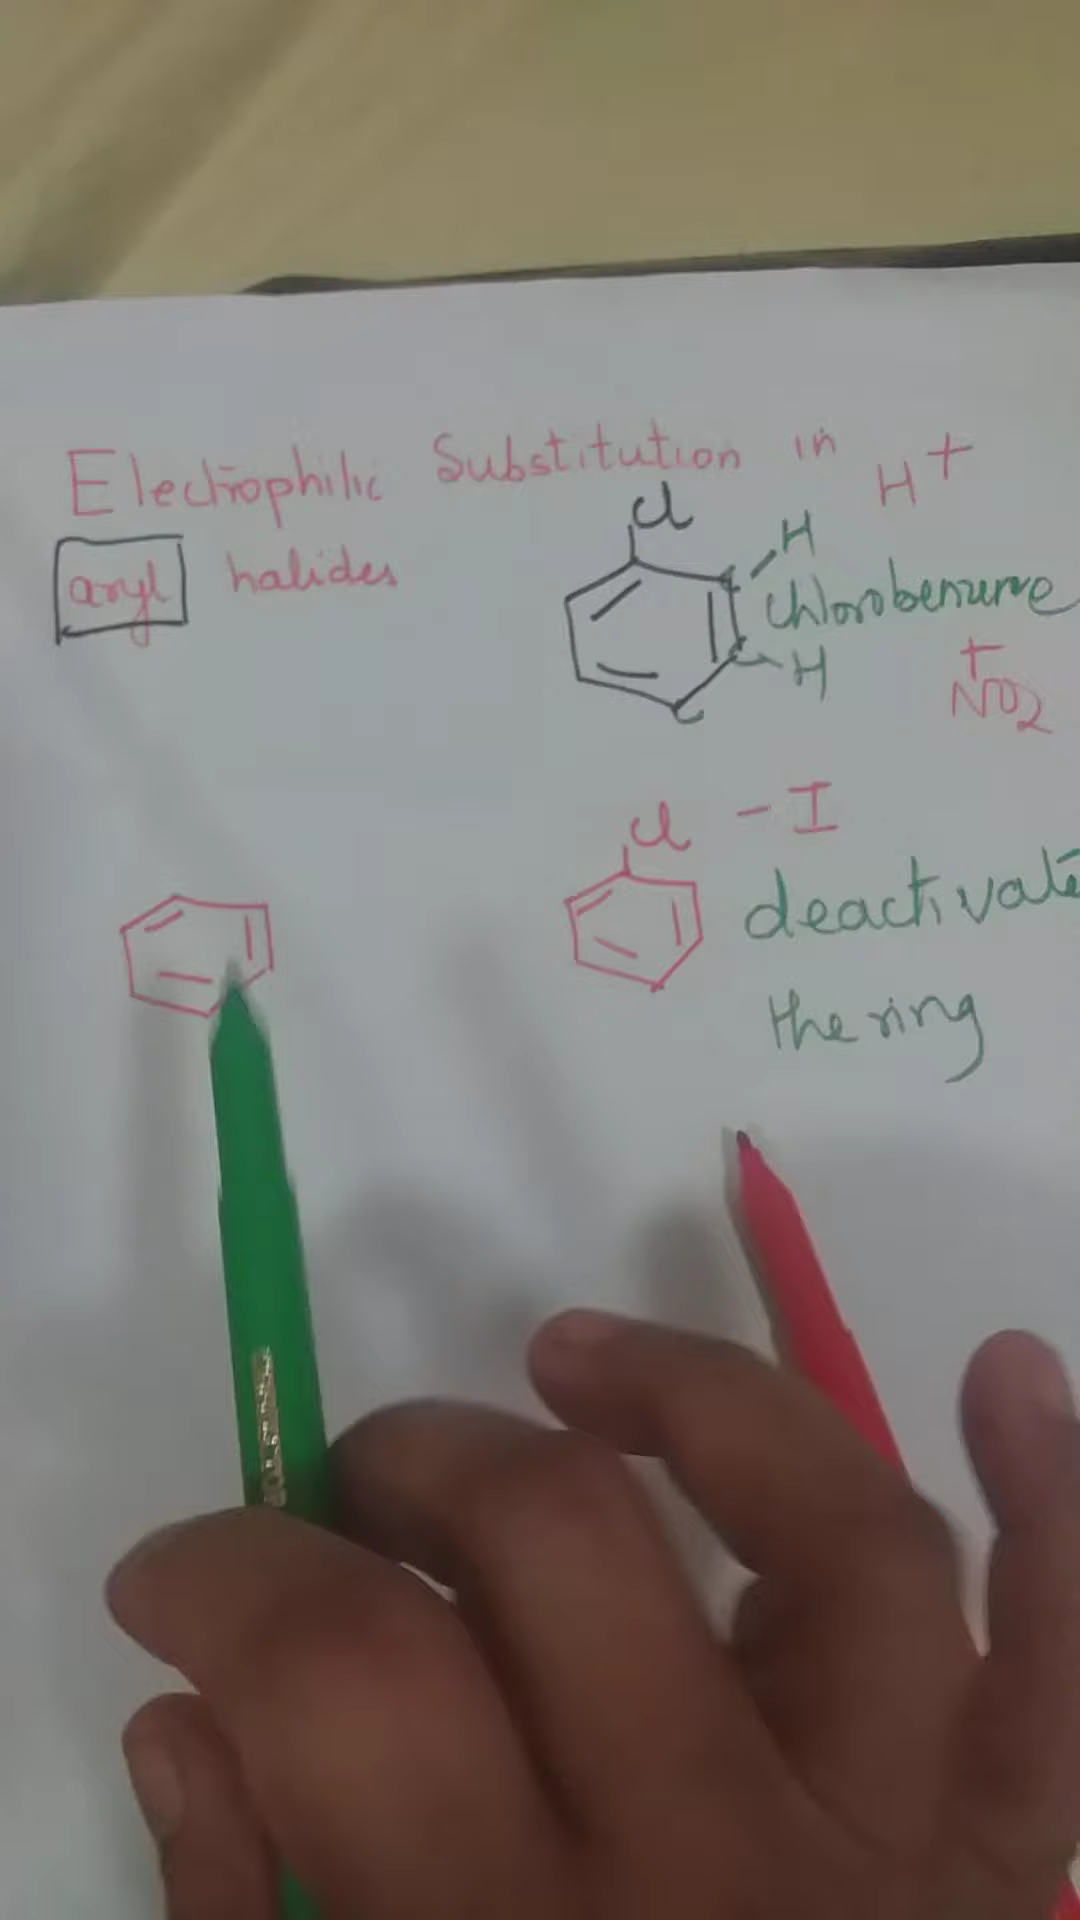 Electrophilic Substitution in
aryl halides
H+
Cl
H
Chlorobenzene
H
C
+
NO2
Cl -I
deactivate
the ring